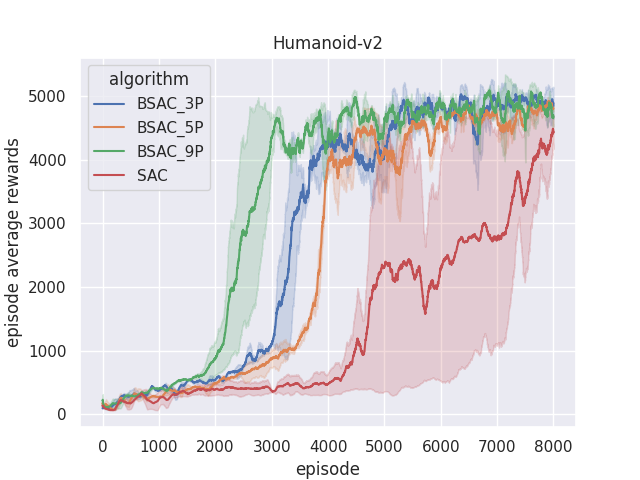 Humanoid-v2
algorithm
BSAC_3P
BSAC_5P
BSAC_9P
SAC
episode average rewards
5000
4000
3000
2000
1000
0
0 1000 2000 3000 4000 5000 6000 7000 8000
episode